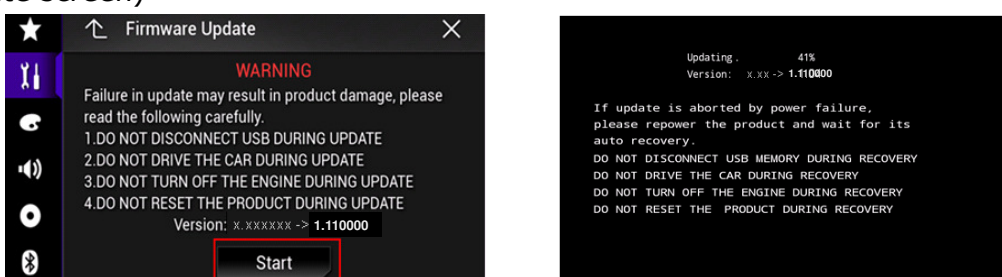 Firmware Update
WARNING
Failure in update may result in product damage, please
read the following carefully.
1.DO NOT DISCONNECT USB DURING UPDATE
2.DO NOT DRIVE THE CAR DURING UPDATE
3.DO NOT TURN OFF THE ENGINE DURING UPDATE
4.DO NOT RESET THE PRODUCT DURING UPDATE
Version: x.xxxxxx -> 1.110000
Start
Updating. 41%
Version: x.xx ->
If update is aborted by power failure,
please repower the product and wait for its
auto recovery.
DO NOT DISCONNECT USB MEMORY DURING RECOVERY
DO NOT DRIVE THE CAR DURING RECOVERY
DO NOT TURN OFF THE ENGINE DURING RECOVERY
DO NOT RESET THE PRODUCT DURING RECOVERY